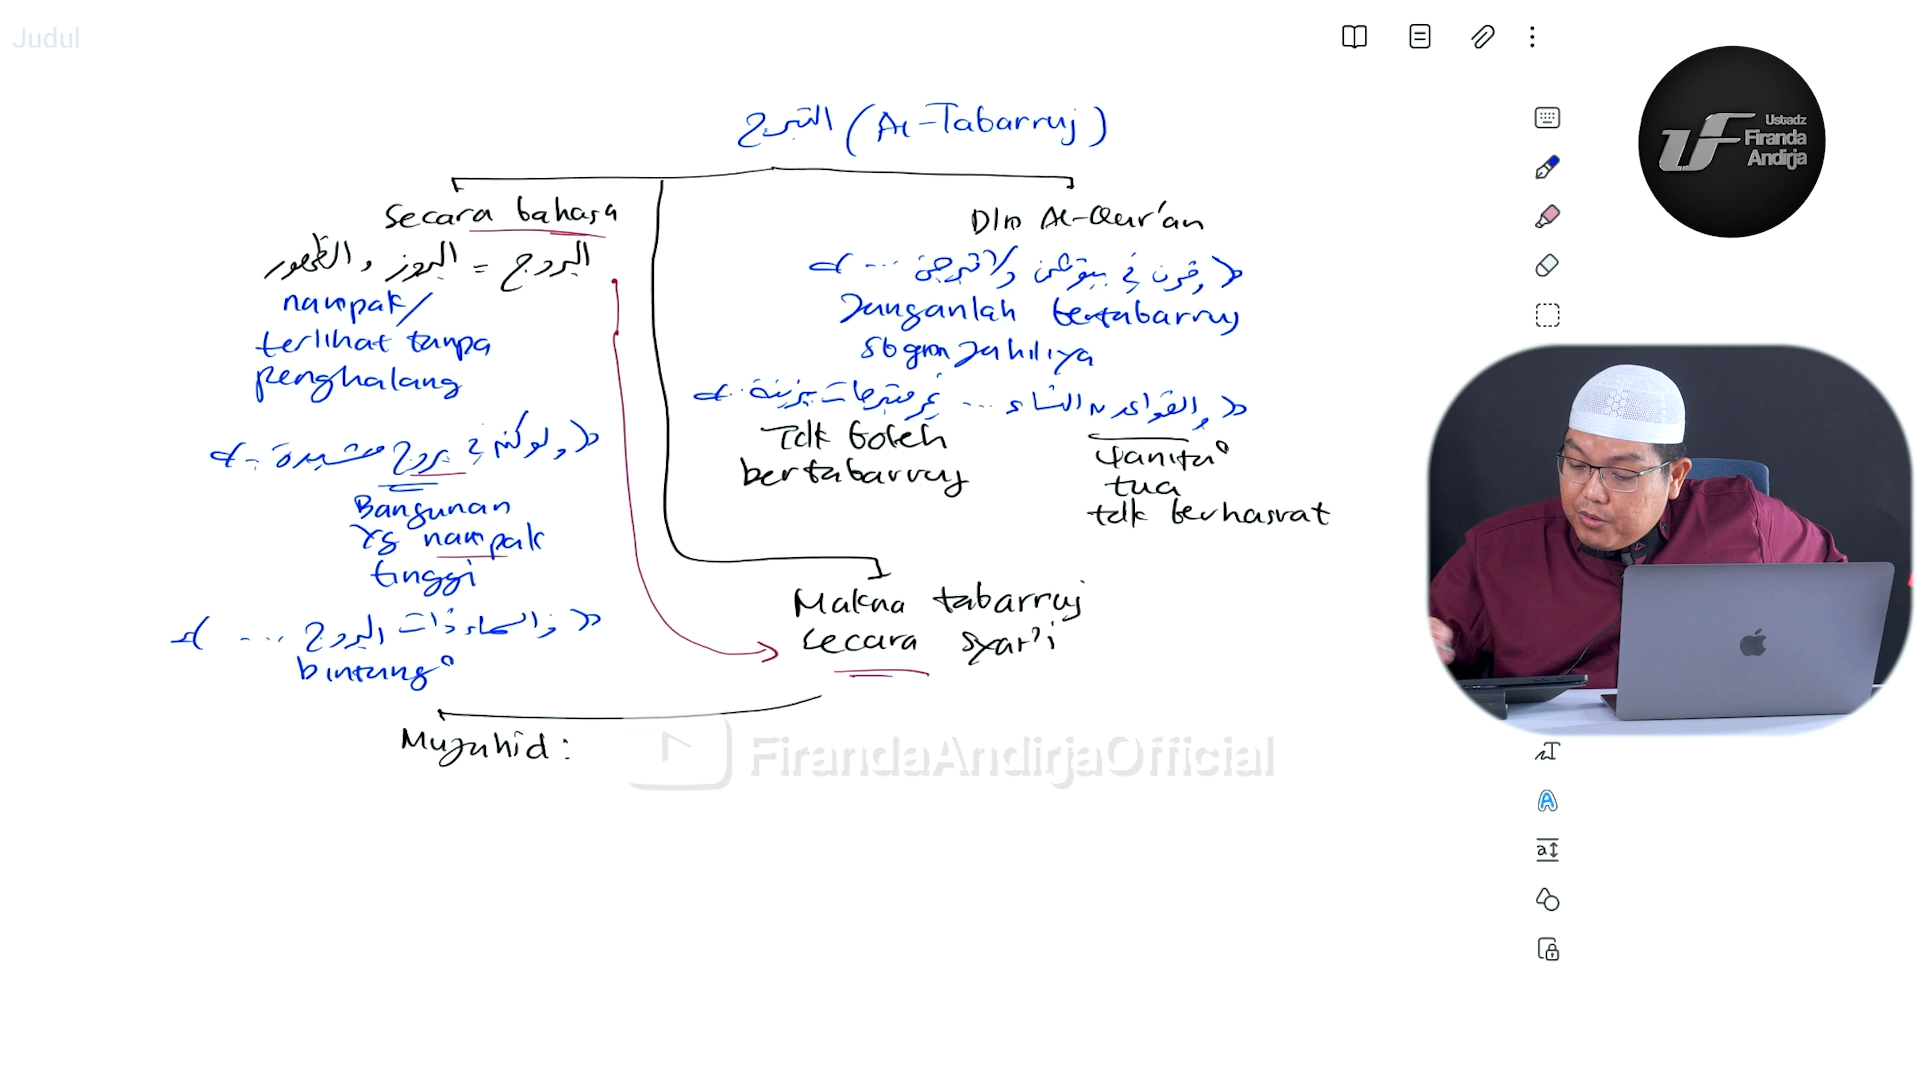 Judul
Ustadz
Firanda
Andirja
التبرج (At-Tabarruj)
Secara bahasa
البروج = البروز و الظهور
nampak/
terlihat tanpa
penghalang
﴿ولو كنتم في بروج مشيدة..﴾
Bangunan
yg nampak
tinggi
﴿والسماء ذات البروج ...﴾
bintang²
Dlm Al-Qur'an
﴿وقرن في بيوتكن ولا تبرجن ...﴾
Janganlah bertabarruj
sbgmn Jahiliya
﴿والقواعد من النساء ... غير متبرجات بزينة..﴾
Tdk boleh
bertabarruj
Wanita²
tua
tdk berhasrat
Makna tabarruj
secara syar'i
Mujahid:
FirandaAndirjaOfficial